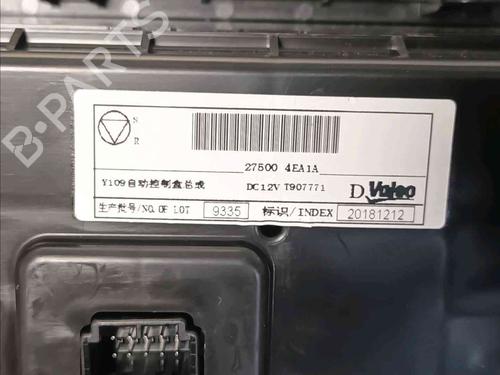 B-PARTS
S
R
27500 4EA1A
Y109自动控制盒总成 DC12V T907771
D Valeo
生产批号/NO.OF LOT 9335 标识/INDEX 20181212